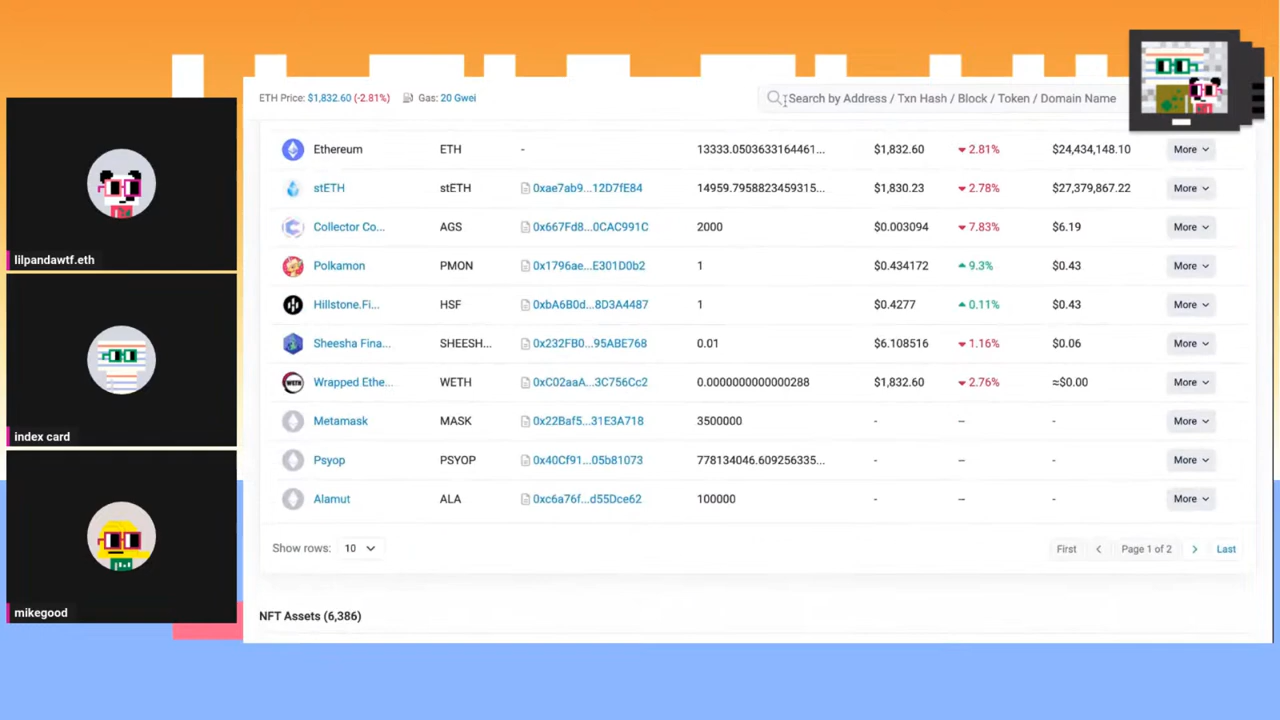 ETH Price: $1,832.60 (-2.81%) Gas: 20 Gwei Search by Address / Txn Hash / Block / Token / Domain Name
Ethereum ETH - 13333.0503633164461... $1,832.60 2.81% $24,434,148.10 More
stETH stETH 0xae7ab9...12D7fE84 14959.7958823459315... $1,830.23 2.78% $27,379,867.22 More
Collector Co... AGS 0x667Fd8...0CAC991C 2000 $0.003094 7.83% $6.19 More
Polkamon PMON 0x1796ae...E301D0b2 1 $0.434172 9.3% $0.43 More
Hillstone.Fi... HSF 0xbA6B0d...8D3A4487 1 $0.4277 0.11% $0.43 More
Sheesha Fina... SHEESH... 0x232FB0...95ABE768 0.01 $6.108516 1.16% $0.06 More
WETH Wrapped Ethe... WETH 0xC02aaA...3C756Cc2 0.0000000000000288 $1,832.60 2.76% ≈$0.00 More
Metamask MASK 0x22Baf5...31E3A718 3500000 - -- - More
Psyop PSYOP 0x40Cf91...05b81073 778134046.609256335... - -- - More
Alamut ALA 0xc6a76f...d55Dce62 100000 - -- - More
Show rows: 10 First Page 1 of 2 Last
NFT Assets (6,386)
lilpandawtf.eth
index card
mikegood